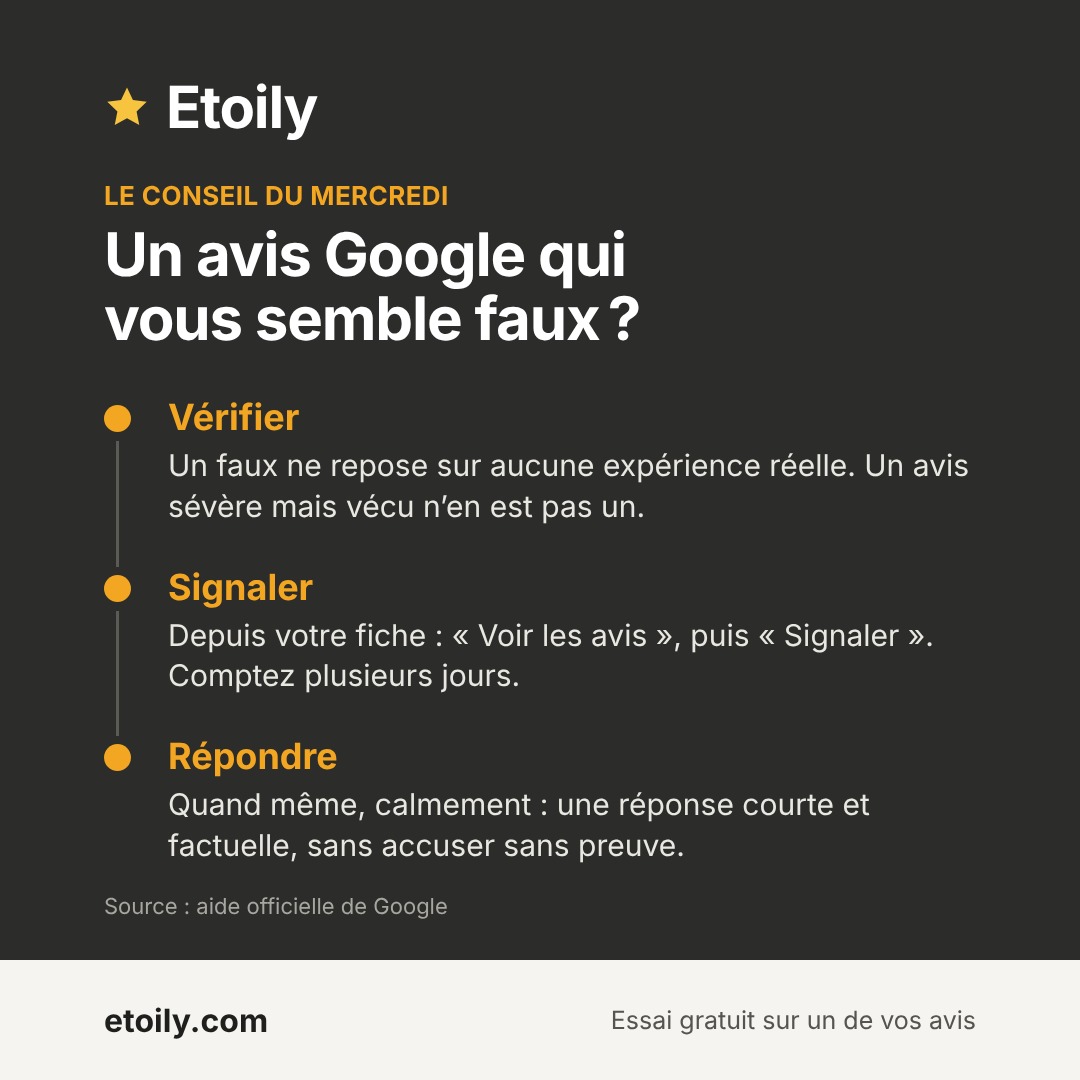 Etoily
LE CONSEIL DU MERCREDI
Un avis Google qui
vous semble faux ?
Vérifier
Un faux ne repose sur aucune expérience réelle. Un avis
sévère mais vécu n’en est pas un.
Signaler
Depuis votre fiche : « Voir les avis », puis « Signaler ».
Comptez plusieurs jours.
Répondre
Quand même, calmement : une réponse courte et
factuelle, sans accuser sans preuve.
Source : aide officielle de Google
etoily.com
Essai gratuit sur un de vos avis